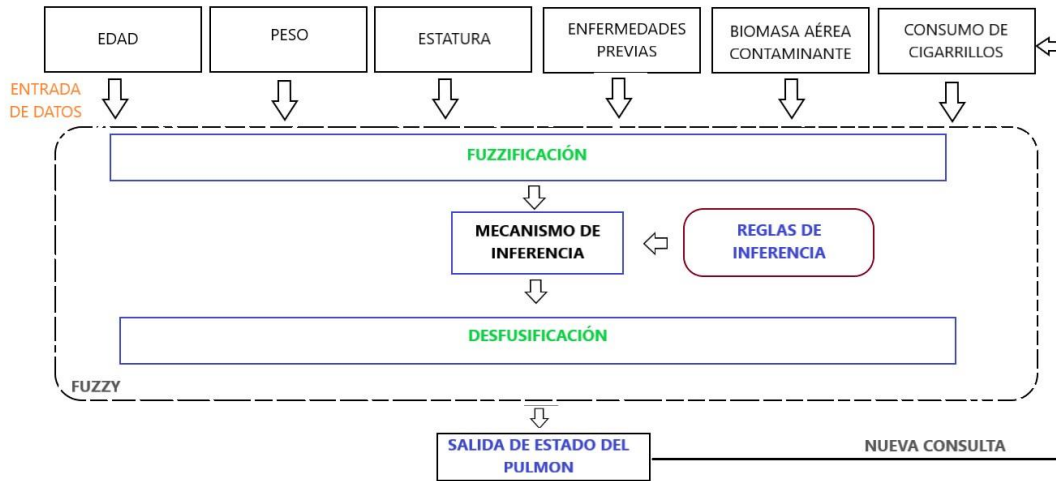 EDAD
PESO
ESTATURA
ENFERMEDADES
PREVIAS
BIOMASA AÉREA
CONTAMINANTE
CONSUMO DE
CIGARRILLOS
ENTRADA
DE DATOS
FUZZIFICACIÓN
MECANISMO DE
INFERENCIA
REGLAS DE
INFERENCIA
DESFUSIFICACIÓN
FUZZY
SALIDA DE ESTADO DEL
PULMON
NUEVA CONSULTA